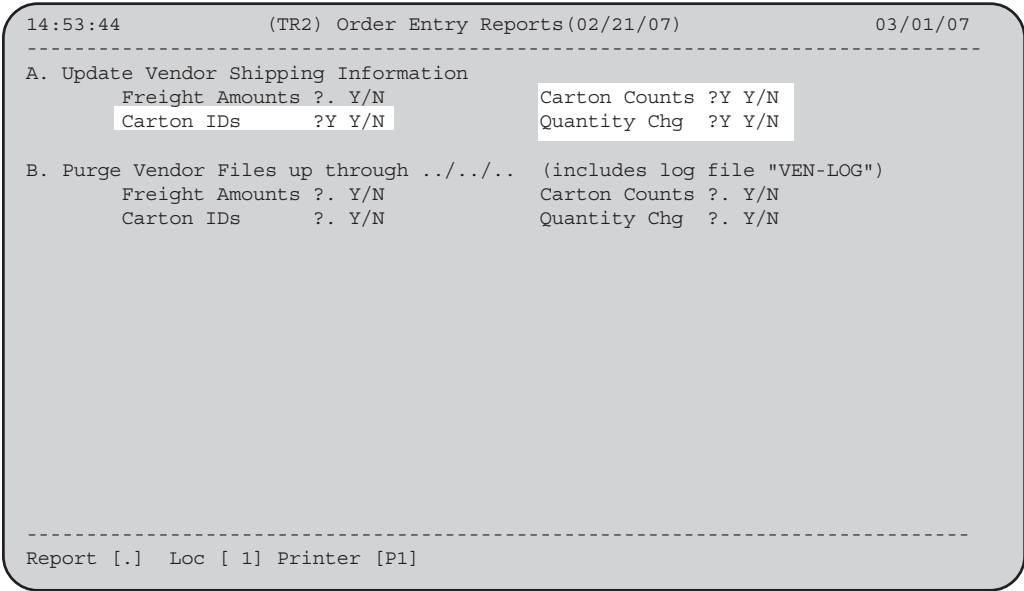 14:53:44 (TR2) Order Entry Reports(02/21/07) 03/01/07
--------------------------------------------------------------------------------
A. Update Vendor Shipping Information
Freight Amounts ?. Y/N Carton Counts ?Y Y/N
Carton IDs ?Y Y/N Quantity Chg ?Y Y/N
B. Purge Vendor Files up through ../../.. (includes log file "VEN-LOG")
Freight Amounts ?. Y/N Carton Counts ?. Y/N
Carton IDs ?. Y/N Quantity Chg ?. Y/N
-------------------------------------------------------------------------------
Report [.] Loc [ 1] Printer [P1]